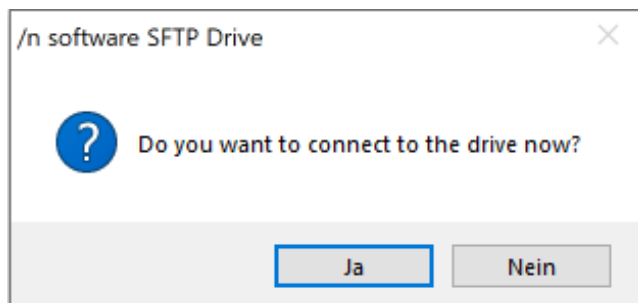 /n software SFTP Drive
Do you want to connect to the drive now?
Ja
Nein